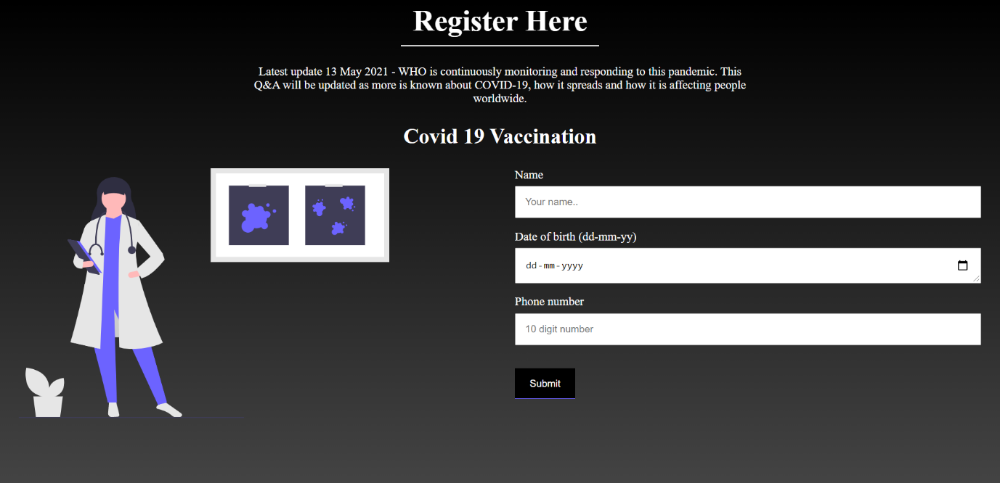 Register Here
Latest update 13 May 2021 - WHO is continuously monitoring and responding to this pandemic. This
Q&A will be updated as more is known about COVID-19, how it spreads and how it is affecting people
worldwide.
Covid 19 Vaccination
Name
Your name..
Date of birth (dd-mm-yy)
dd-mm-yyyy
Phone number
10 digit number
Submit